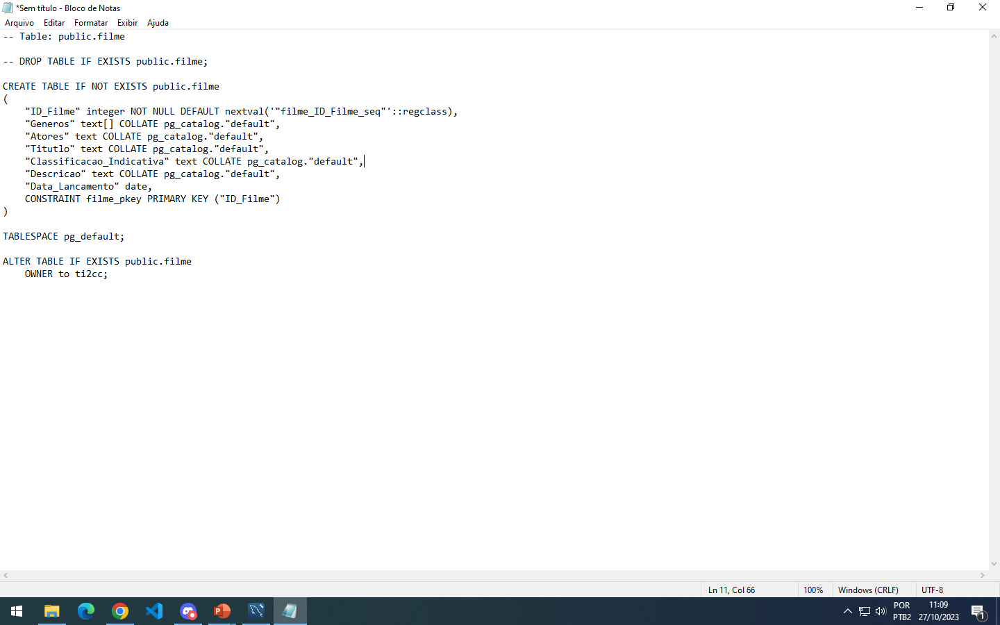 *Sem título - Bloco de Notas
Arquivo Editar Formatar Exibir Ajuda
-- Table: public.filme
-- DROP TABLE IF EXISTS public.filme;
CREATE TABLE IF NOT EXISTS public.filme
(
"ID_Filme" integer NOT NULL DEFAULT nextval('"filme_ID_Filme_seq"'::regclass),
"Generos" text[] COLLATE pg_catalog."default",
"Atores" text COLLATE pg_catalog."default",
"Titutlo" text COLLATE pg_catalog."default",
"Classificacao_Indicativa" text COLLATE pg_catalog."default",
"Descricao" text COLLATE pg_catalog."default",
"Data_Lancamento" date,
CONSTRAINT filme_pkey PRIMARY KEY ("ID_Filme")
)
TABLESPACE pg_default;
ALTER TABLE IF EXISTS public.filme
OWNER to ti2cc;
Ln 11, Col 66 100% Windows (CRLF) UTF-8
POR 11:09
PTB2 27/10/2023 1